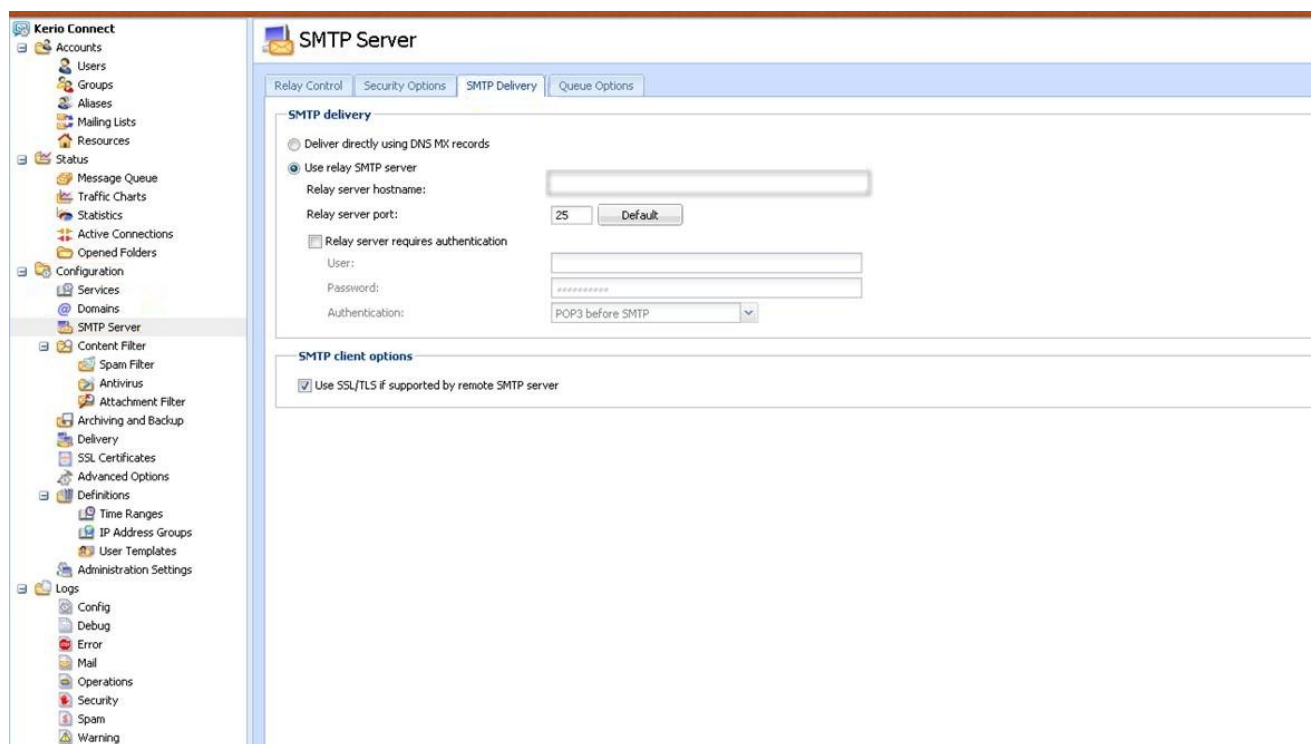 Kerio Connect
Accounts
Users
Groups
Aliases
Mailing Lists
Resources
Status
Message Queue
Traffic Charts
Statistics
Active Connections
Opened Folders
Configuration
Services
Domains
SMTP Server
Content Filter
Spam Filter
Antivirus
Attachment Filter
Archiving and Backup
Delivery
SSL Certificates
Advanced Options
Definitions
Time Ranges
IP Address Groups
User Templates
Administration Settings
Logs
Config
Debug
Error
Mail
Operations
Security
Spam
Warning
SMTP Server
Relay Control Security Options SMTP Delivery Queue Options
SMTP delivery
Deliver directly using DNS MX records
Use relay SMTP server
Relay server hostname:
Relay server port: 25 Default
Relay server requires authentication
User:
Password: **********
Authentication: POP3 before SMTP
SMTP client options
Use SSL/TLS if supported by remote SMTP server